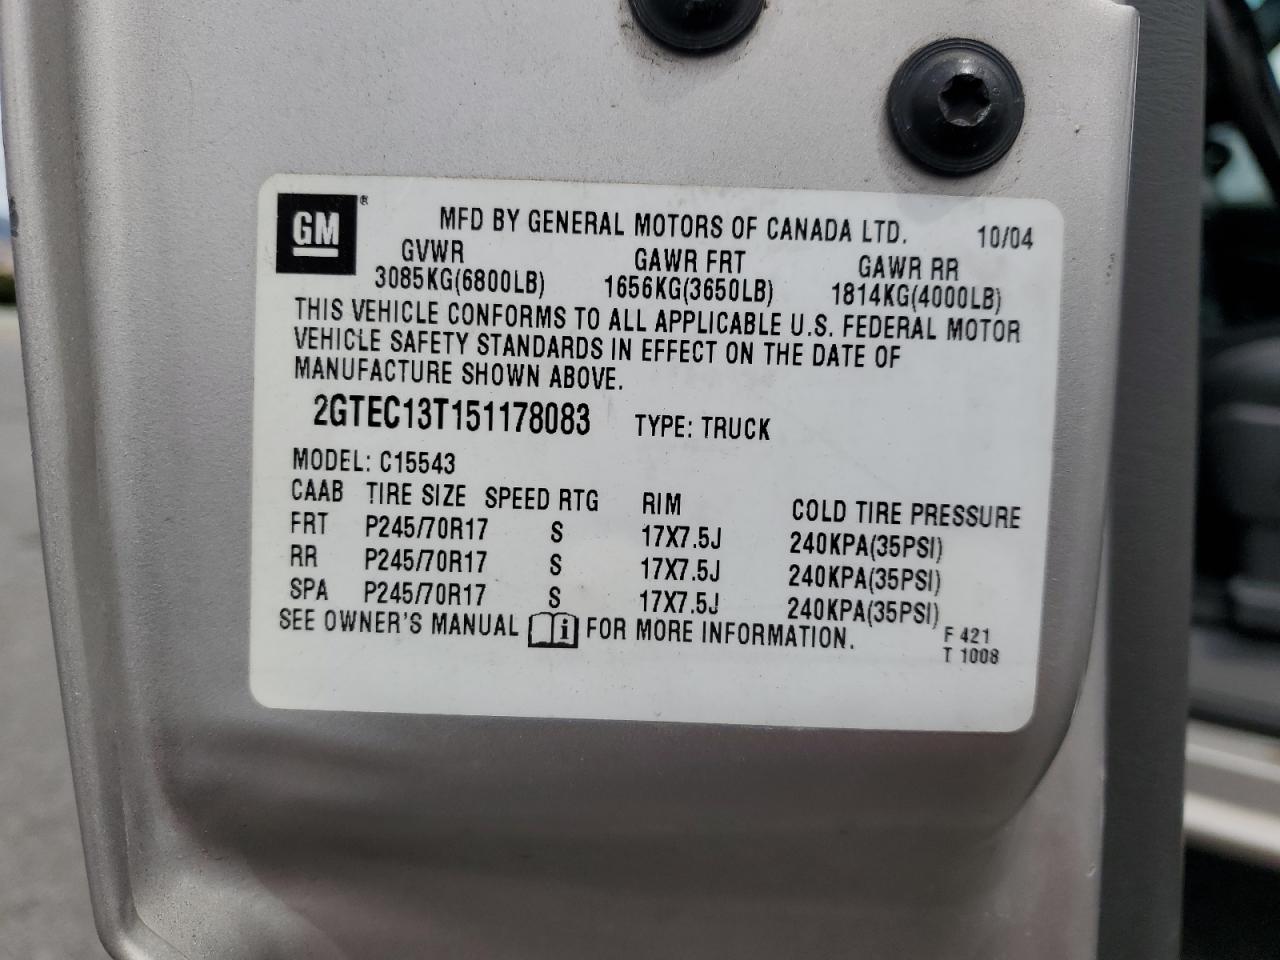 GM ®
MFD BY GENERAL MOTORS OF CANADA LTD. 10/04
GVWR GAWR FRT GAWR RR
3085KG(6800LB) 1656KG(3650LB) 1814KG(4000LB)
THIS VEHICLE CONFORMS TO ALL APPLICABLE U.S. FEDERAL MOTOR
VEHICLE SAFETY STANDARDS IN EFFECT ON THE DATE OF
MANUFACTURE SHOWN ABOVE.
2GTEC13T151178083 TYPE: TRUCK
MODEL: C15543
CAAB TIRE SIZE SPEED RTG RIM COLD TIRE PRESSURE
FRT P245/70R17 S 17X7.5J 240KPA(35PSI)
RR P245/70R17 S 17X7.5J 240KPA(35PSI)
SPA P245/70R17 S 17X7.5J 240KPA(35PSI)
SEE OWNER'S MANUAL i FOR MORE INFORMATION.
F 421
T 1008